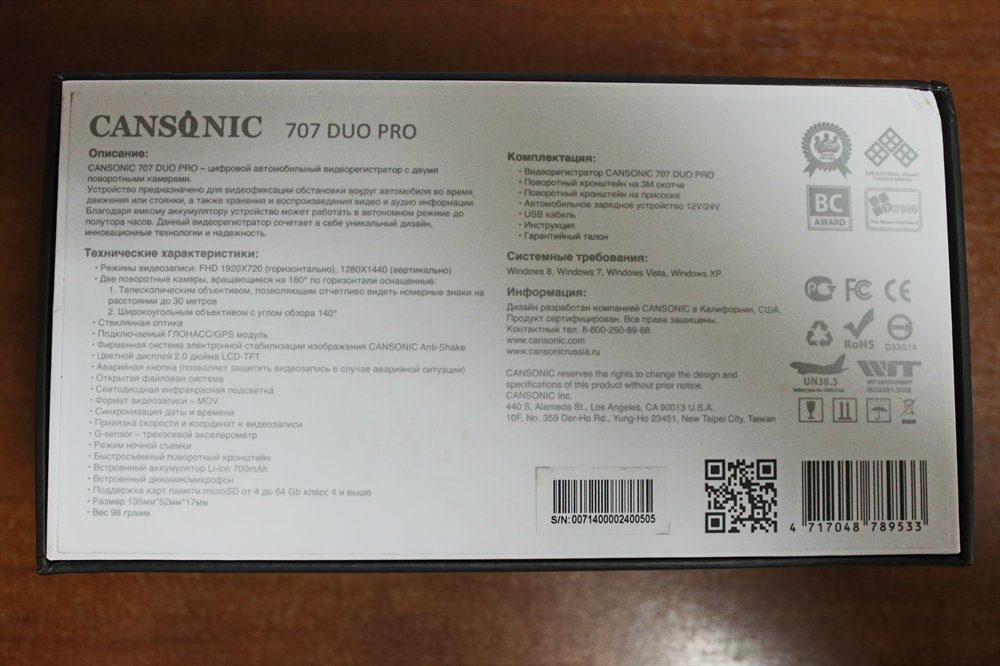 CANSONIC 707 DUO PRO
Описание:
CANSONIC 707 DUO PRO – цифровой автомобильный видеорегистратор с двумя
поворотными камерами.
Устройство предназначено для видеофиксации обстановки вокруг автомобиля во время
движения или стоянки, а также хранения и воспроизведения видео и аудио информации.
Благодаря емкому аккумулятору устройство может работать в автономном режиме до
полутора часов. Данный видеорегистратор сочетает в себе уникальный дизайн,
инновационные технологии и надежность.
Технические характеристики:
• Режимы видеозаписи: FHD 1920X720 (горизонтально), 1280X1440 (вертикально)
• Две поворотные камеры, вращающиеся на 180° по горизонтали оснащенные:
1. Телескопическим объективом, позволяющим отчетливо видеть номерные знаки на
расстоянии до 30 метров
2. Широкоугольным объективом с углом обзора 140°
• Стеклянная оптика
• Подключаемый ГЛОНАСС/GPS модуль
• Фирменная система электронной стабилизации изображения CANSONIC Anti-Shake
• Цветной дисплей 2.0 дюйма LCD-TFT
• Аварийная кнопка (позволяет защитить видеозапись в случае аварийной ситуации)
• Открытая файловая система
• Светодиодная инфракрасная подсветка
• Формат видеозаписи – MOV
• Синхронизация даты и времени
• Привязка скорости и координат к видеозаписи
• G-sensor – трехосевой акселерометр
• Режим ночной съемки
• Быстросъемный поворотный кронштейн
• Встроенный аккумулятор Li-ion 700mAh
• Встроенный динамик/микрофон
• Поддержка карт памяти microSD от 4 до 64 Gb класс 4 и выше
• Размер 135мм*52мм*17мм
• Вес 98 грамм
Комплектация:
• Видеорегистратор CANSONIC 707 DUO PRO
• Поворотный кронштейн на 3М скотче
• Поворотный кронштейн на присоске
• Автомобильное зарядное устройство 12V/24V
• USB кабель
• Инструкция
• Гарантийный талон
Системные требования:
Windows 8, Windows 7, Windows Vista, Windows XP
Информация:
Дизайн разработан компанией CANSONIC в Калифорнии, США.
Продукт сертифицирован. Все права защищены.
Контактный тел. 8-800-250-89-88.
www.cansonic.com
www.cansonicrussia.ru
CANSONIC reserves the rights to change the design and
specifications of this product without prior notice.
CANSONIC Inc.
440 S, Alameda St., Los Angeles, CA 90013 U.S.A.
10F, No. 359 Der-Ho Rd., Yung-Ho 23451, New Taipei City, Taiwan
THE NATIONAL BRAND
YUSHAN AWARD
BC
AWARD
TW100
FC CE
RoHS
D33G14
UN38.3
WIT
WIT ASSESSMENT
ISO9001:2008
S/N: 0071400002400505
4 717048 789533